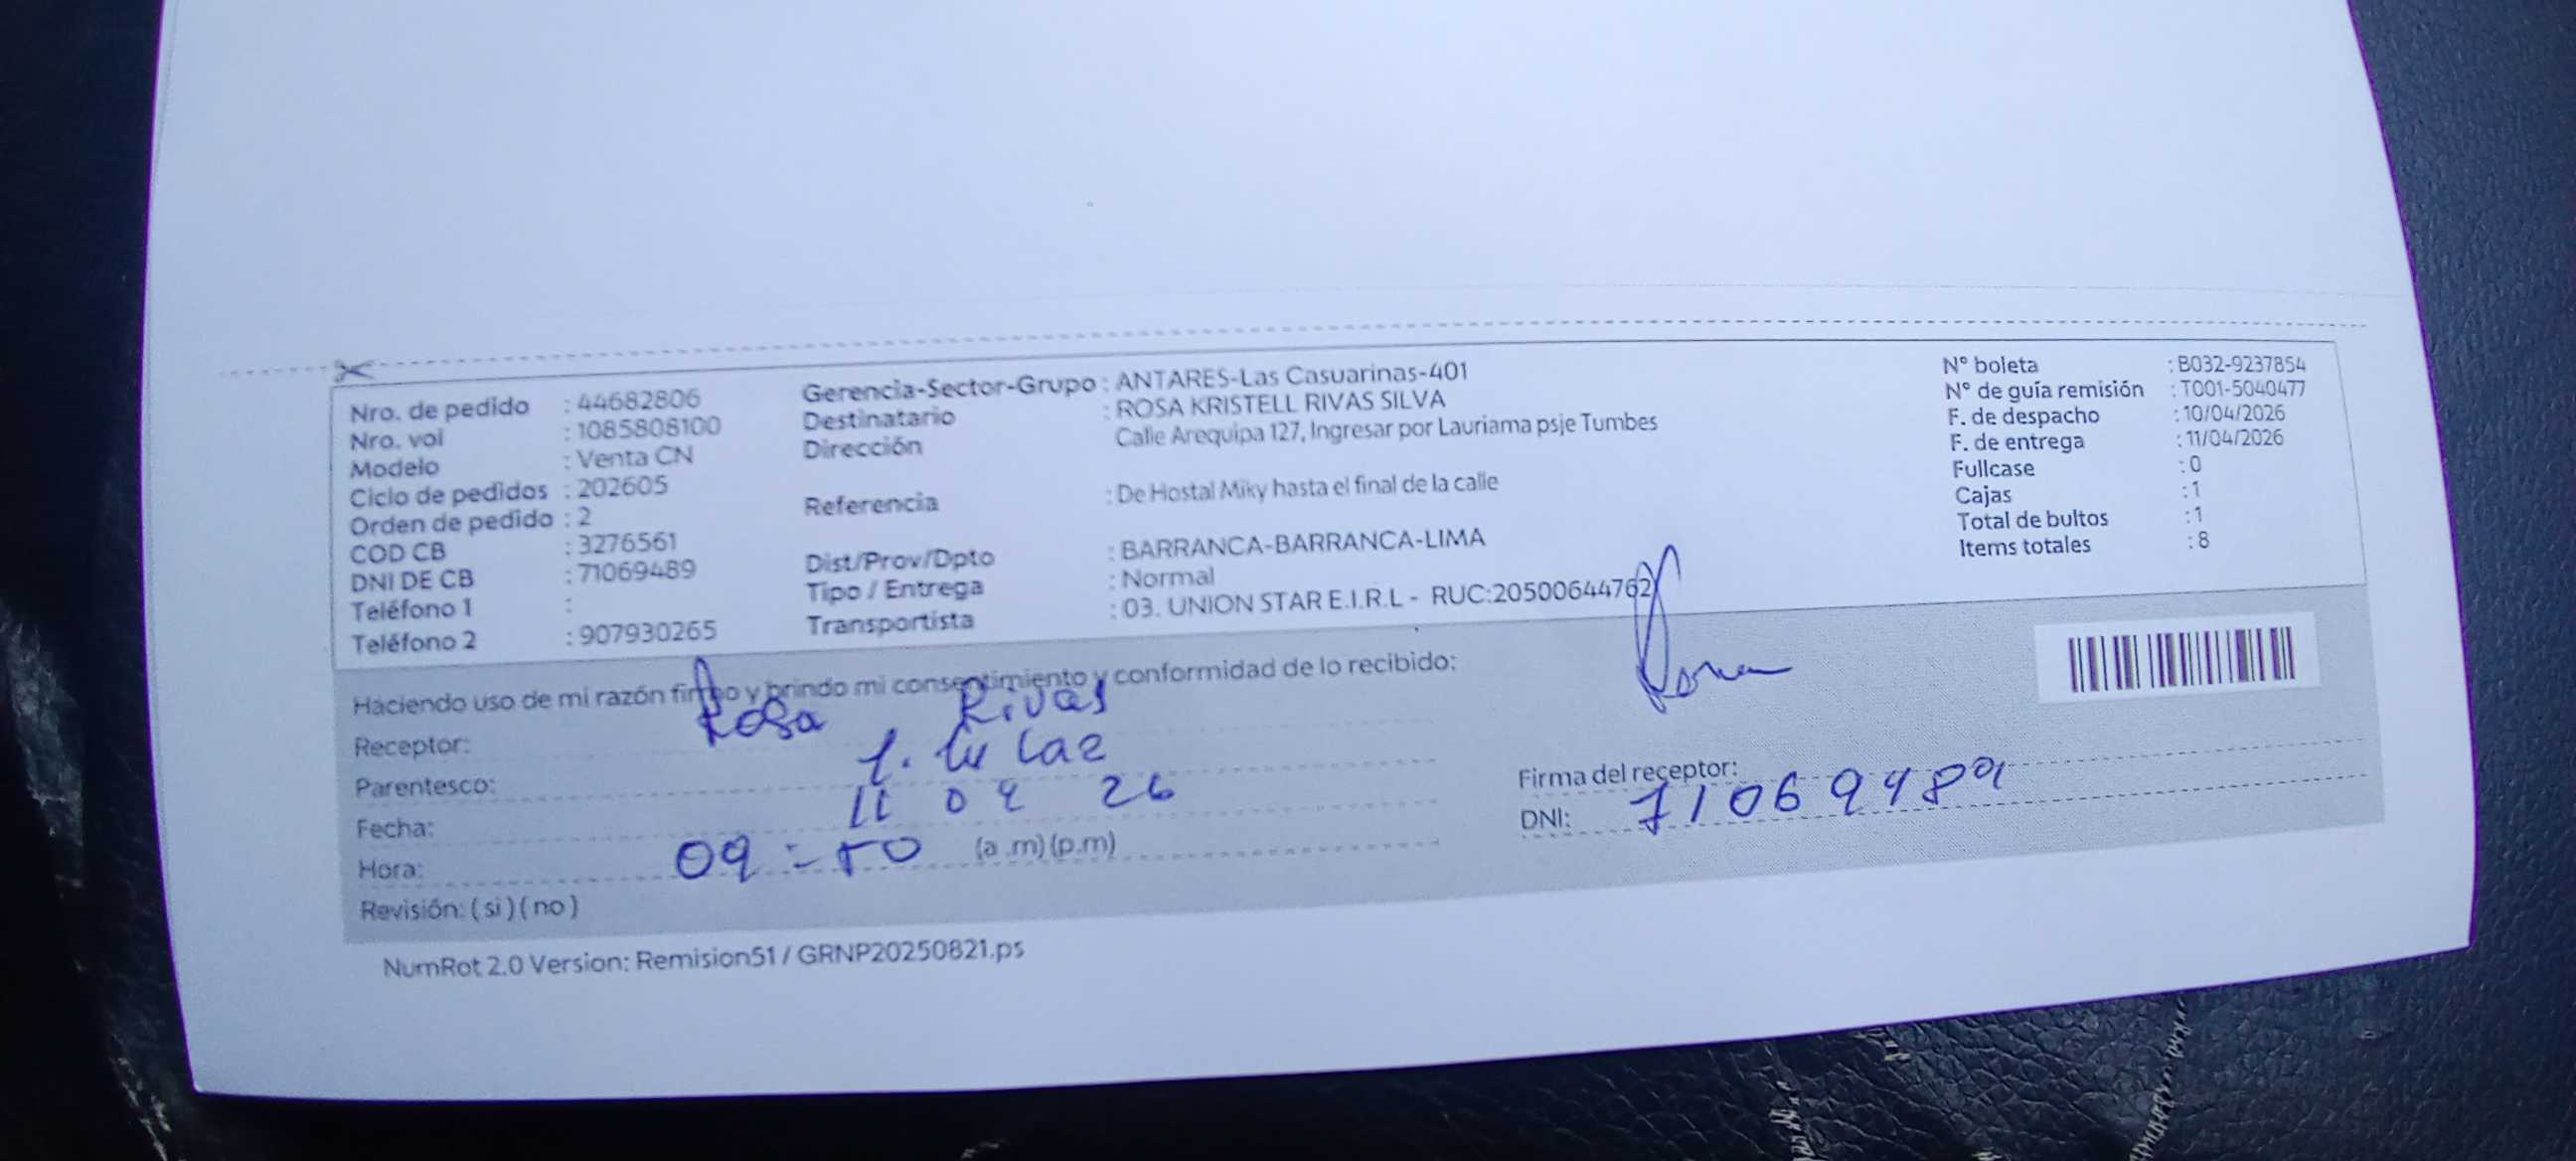 Nro. de pedido : 44682806
Nro. vol : 1085808100
Modelo : Venta CN
Ciclo de pedidos : 202605
Orden de pedido : 2
COD CB : 3276561
DNI DE CB : 71069489
Teléfono 1 :
Teléfono 2 : 907930265
Gerencia-Sector-Grupo : ANTARES-Las Casuarinas-401
Destinatario : ROSA KRISTELL RIVAS SILVA
Dirección : Calle Arequipa 127, Ingresar por Lauriama psje Tumbes
Referencia : De Hostal Miky hasta el final de la calle
Dist/Prov/Dpto : BARRANCA-BARRANCA-LIMA
Tipo / Entrega : Normal
Transportista : 03. UNION STAR E.I.R.L - RUC:20500644762
N° boleta : B032-9237854
N° de guía remisión : T001-5040477
F. de despacho : 10/04/2026
F. de entrega : 11/04/2026
Fullcase : 0
Cajas : 1
Total de bultos : 1
Items totales : 8
Haciendo uso de mi razón firmo y brindo mi consentimiento y conformidad de lo recibido:
Receptor: Rosa Rivas
Parentesco:
Fecha: 11 04 26
Hora: 09:50 (a.m) (p.m)
Revisión: ( si ) ( no )
Firma del receptor:
DNI: 71069489
NumRot 2.0 Version: Remision51 / GRNP20250821.ps